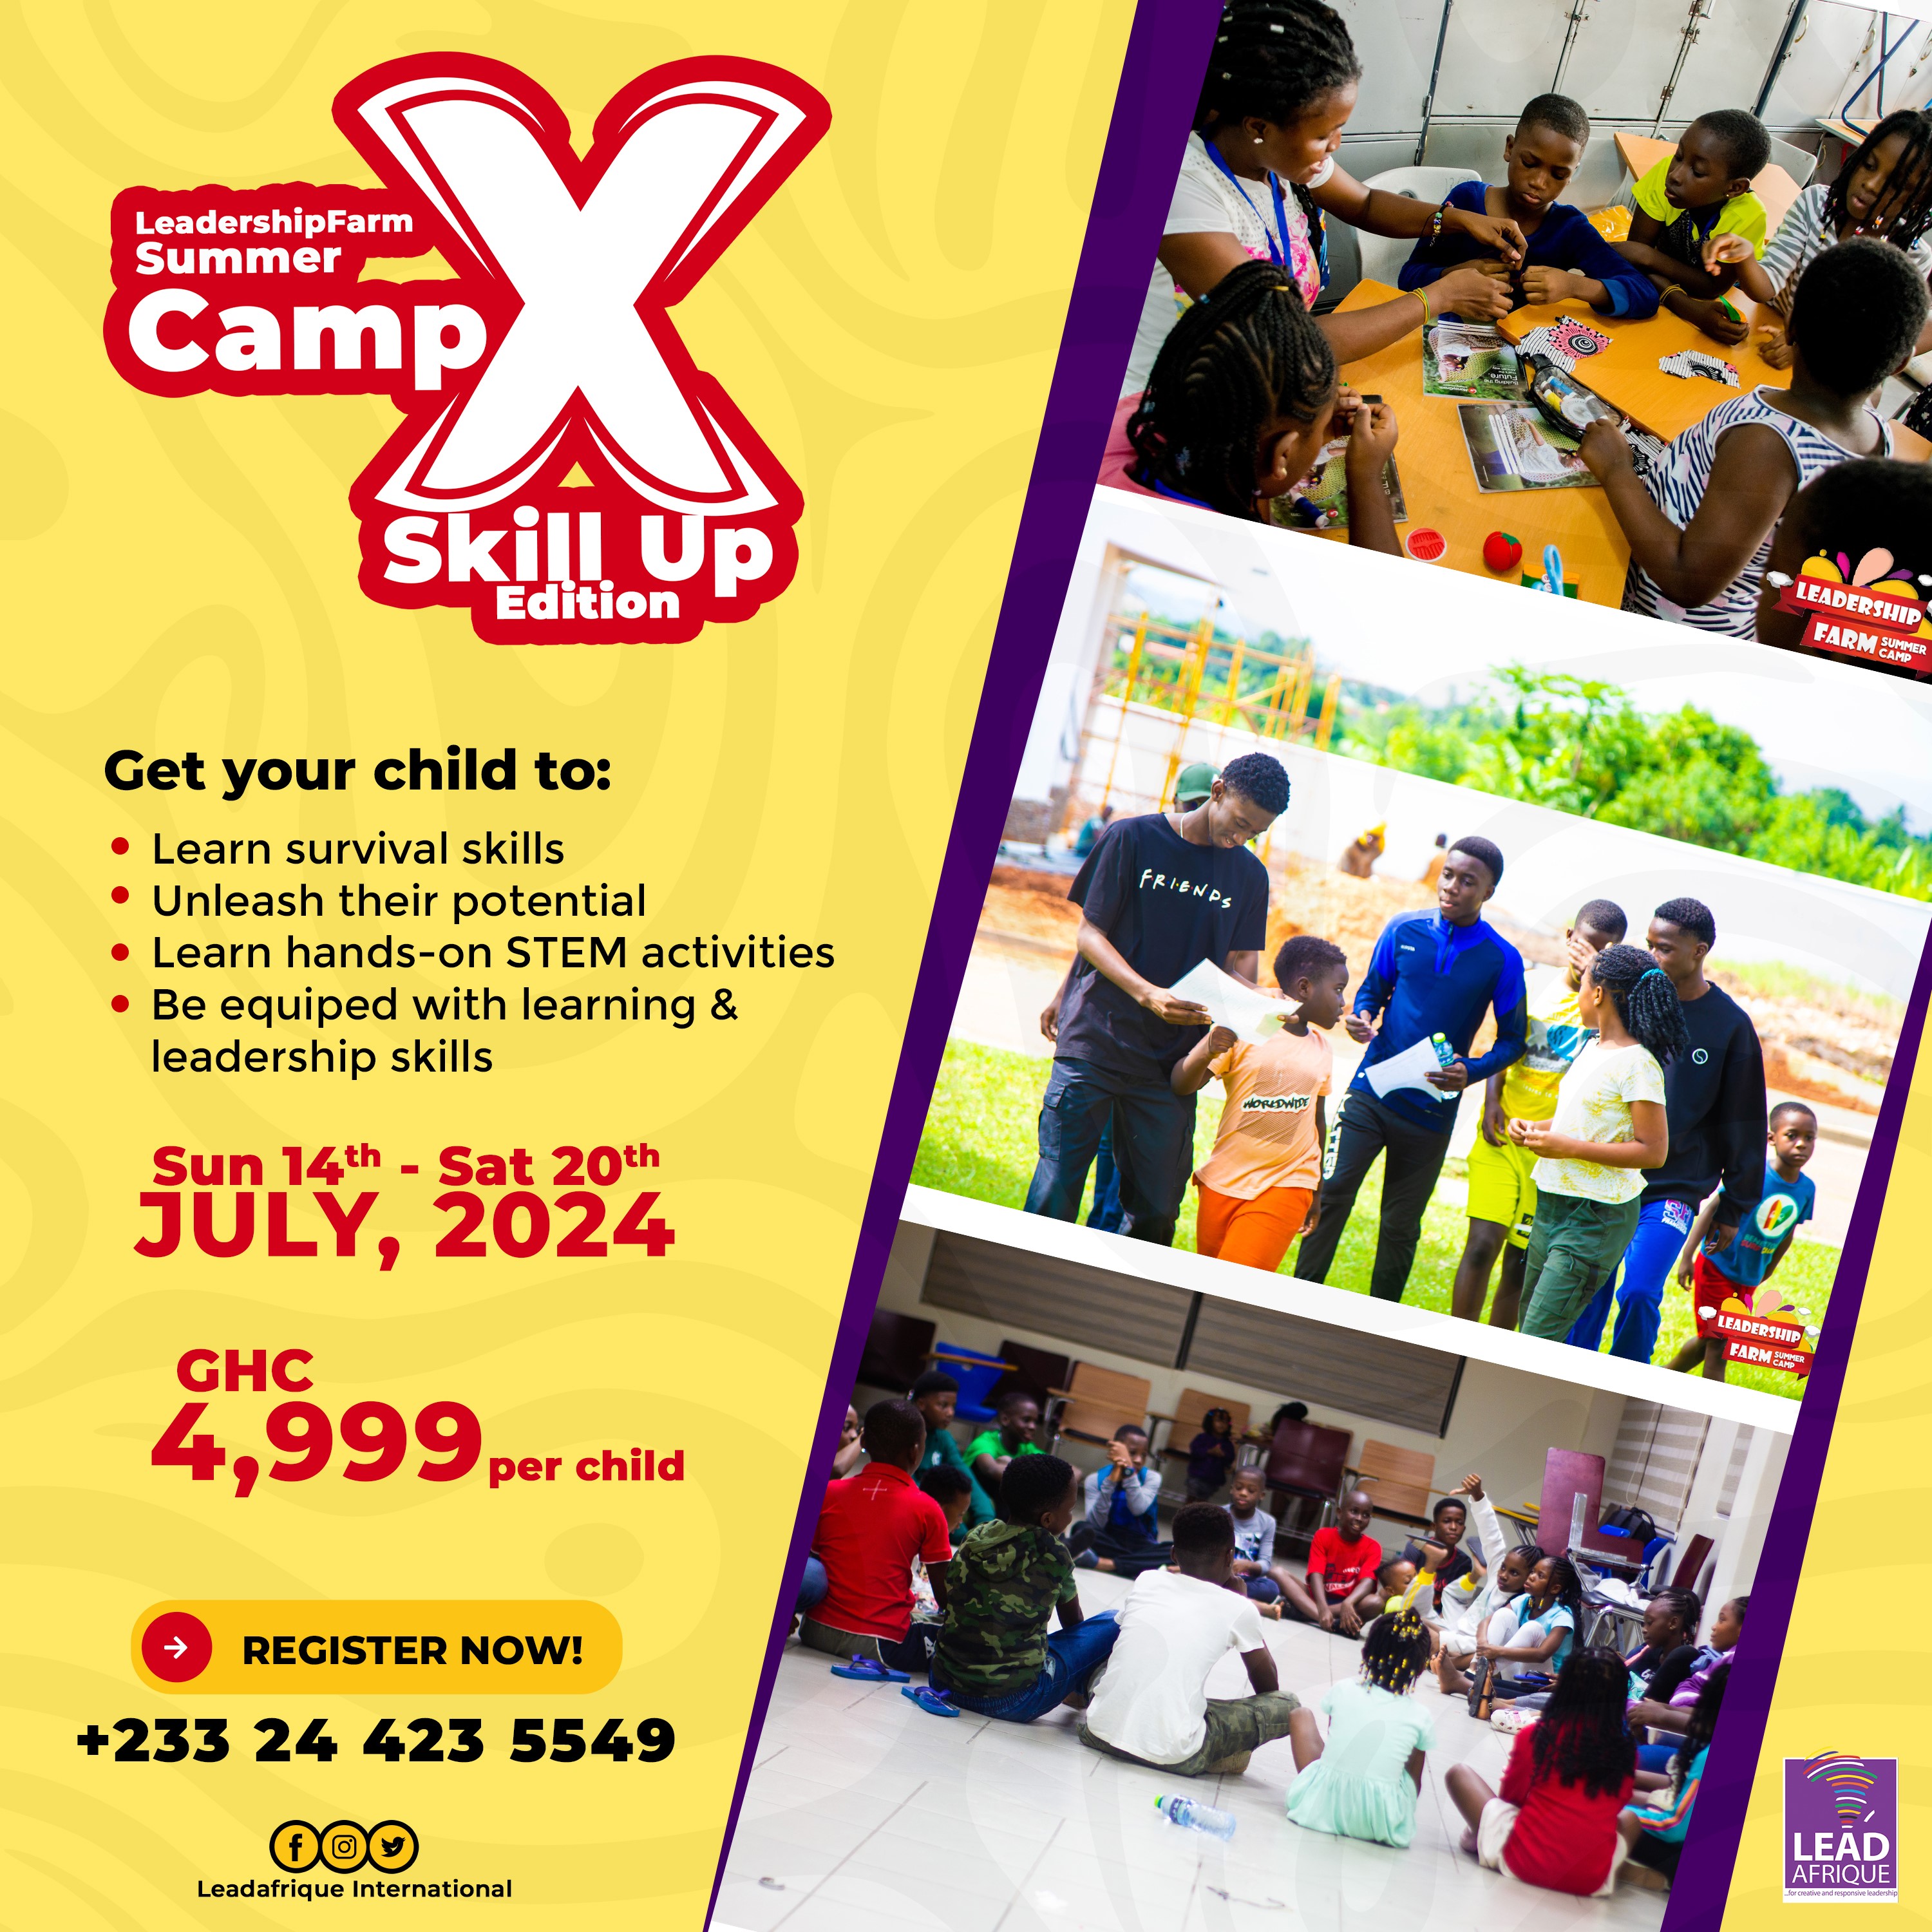 LeadershipFarm
Summer
Camp X
Skill Up
Edition
Get your child to:
• Learn survival skills
• Unleash their potential
• Learn hands-on STEM activities
• Be equiped with learning &
leadership skills
Sun 14th - Sat 20th
JULY, 2024
GHC
4,999 per child
REGISTER NOW!
+233 24 423 5549
Leadafrique International
LEADERSHIP
FARM SUMMER
CAMP
FRIENDS
WORLDWIDE
LEADERSHIP
FARM SUMMER
CAMP
LEAD
AFRIQUE
...for creative and responsive leadership